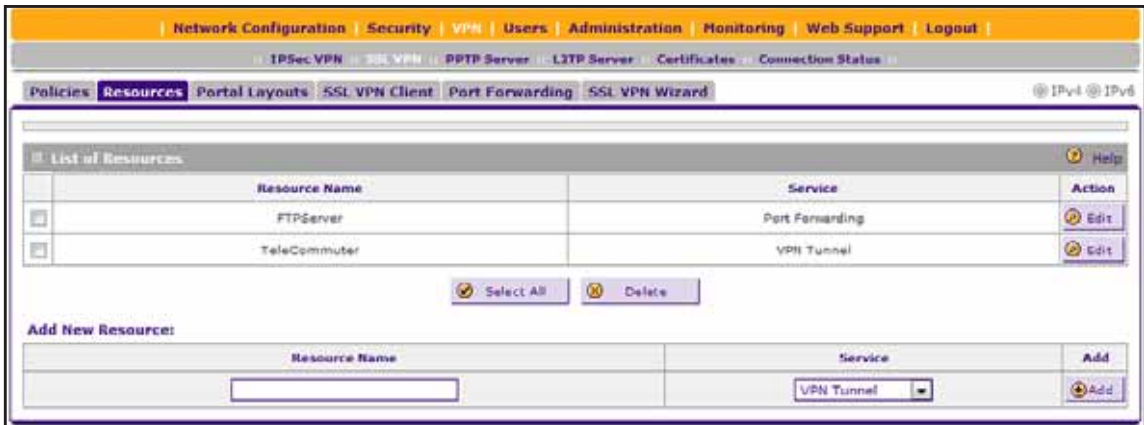 Network Configuration | Security | VPN | Users | Administration | Monitoring | Web Support | Logout
IPSec VPN :: SSL VPN :: PPTP Server :: L2TP Server :: Certificates :: Connection Status
Policies Resources Portal Layouts SSL VPN Client Port Forwarding SSL VPN Wizard IPv4 IPv6
List of Resources Help
Resource Name Service Action
FTPServer Port Forwarding Edit
TeleCommuter VPN Tunnel Edit
Select All Delete
Add New Resource:
Resource Name Service Add
VPN Tunnel Add